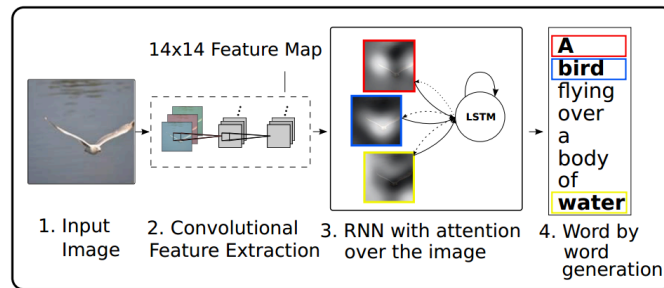 14x14 Feature Map
LSTM
A
bird
flying
over
a
body
of
water
1. Input
Image
2. Convolutional
Feature Extraction
3. RNN with attention
over the image
4. Word by
word
generation